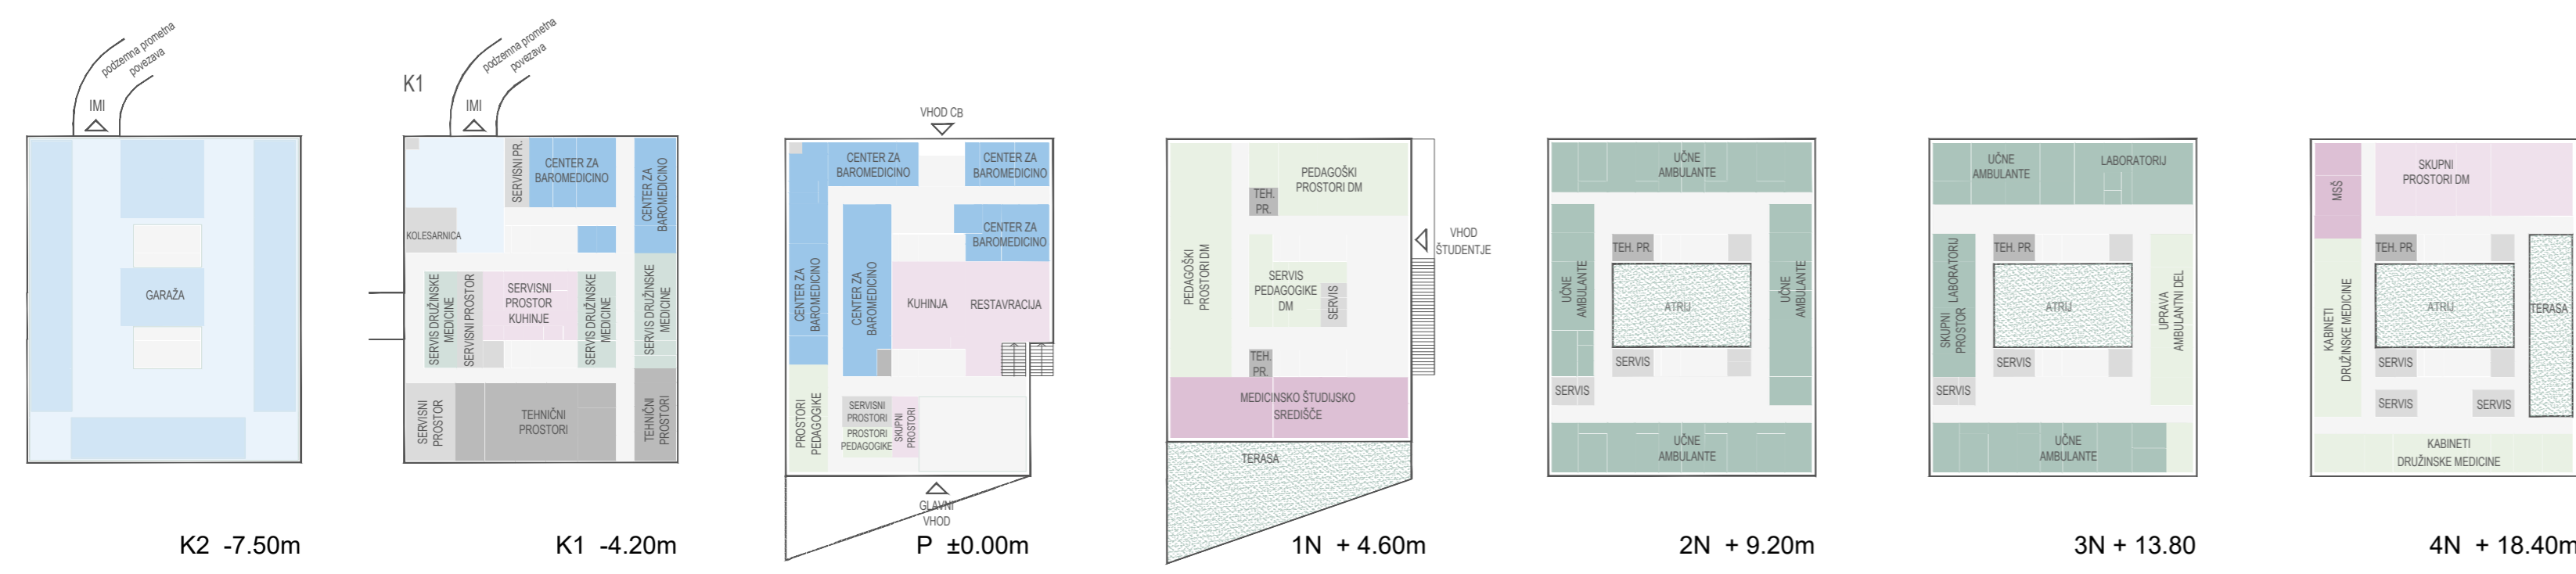 podzemna prometna
povezava
IMI
GARAŽA
K2 -7.50m
K1
podzemna prometna
povezava
IMI
SERVISNI PR.
CENTER ZA
BAROMEDICINO
CENTER ZA
BAROMEDICINO
KOLESARNICA
SERVIS DRUŽINSKE
MEDICINE
SERVISNI PROSTOR
SERVISNI
PROSTOR
KUHINJE
SERVIS DRUŽINSKE
MEDICINE
SERVIS DRUŽINSKE
MEDICINE
SERVISNI
PROSTOR
TEHNIČNI
PROSTORI
TEHNIČNI
PROSTORI
K1 -4.20m
VHOD CB
CENTER ZA
BAROMEDICINO
CENTER ZA
BAROMEDICINO
CENTER ZA
BAROMEDICINO
CENTER ZA
BAROMEDICINO
CENTER ZA
BAROMEDICINO
KUHINJA
RESTAVRACIJA
PROSTORI
PEDAGOGIKE
SERVISNI
PROSTORI
PROSTORI
PEDAGOGIKE
SKUPNI
PROSTORI
GLAVNI
VHOD
P ±0.00m
PEDAGOŠKI
PROSTORI DM
TEH.
PR.
PEDAGOŠKI
PROSTORI DM
SERVIS
PEDAGOGIKE
DM
SERVIS
VHOD
ŠTUDENTJE
TEH.
PR.
MEDICINSKO ŠTUDIJSKO
SREDIŠČE
TERASA
1N + 4.60m
UČNE
AMBULANTE
UČNE
AMBULANTE
TEH. PR.
ATRIJ
UČNE
AMBULANTE
SERVIS
SERVIS
UČNE
AMBULANTE
2N + 9.20m
UČNE
AMBULANTE
LABORATORIJ
SKUPNI LABORATORIJ
PROSTOR
TEH. PR.
ATRIJ
UPRAVA
AMBULANTNI DEL
SERVIS
SERVIS
UČNE
AMBULANTE
3N + 13.80
MSŠ
SKUPNI
PROSTORI DM
KABINETI
DRUŽINSKE MEDICINE
TEH. PR.
ATRIJ
TERASA
SERVIS
SERVIS
SERVIS
KABINETI
DRUŽINSKE MEDICINE
4N + 18.40m